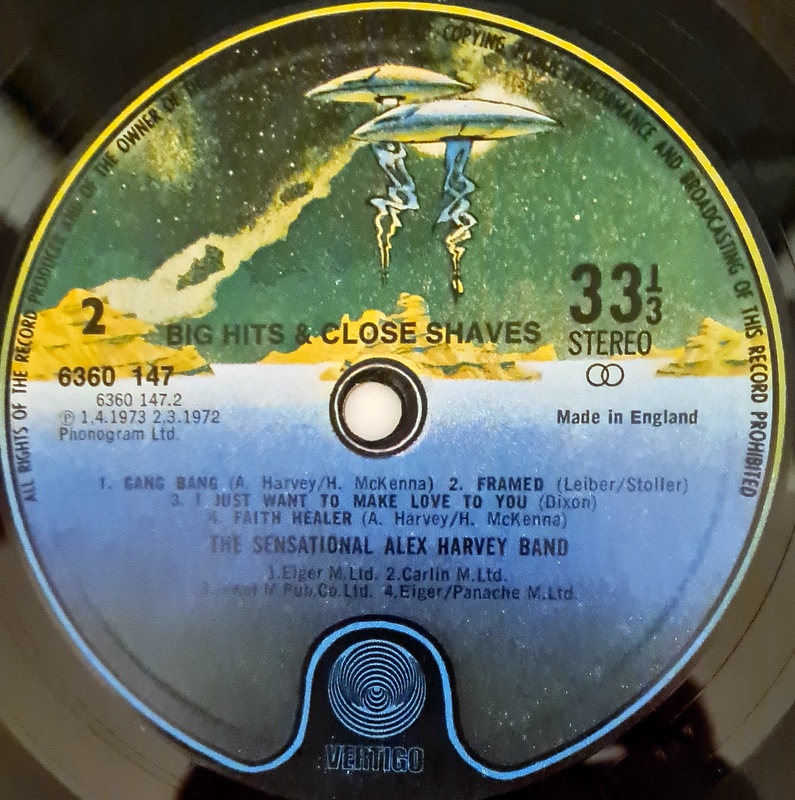 ALL RIGHTS OF THE RECORD PRODUCER AND OF THE OWNER OF THE
COPYING, PUBLIC PERFORMANCE AND BROADCASTING OF THIS RECORD PROHIBITED
2
BIG HITS & CLOSE SHAVES
33 1/3
STEREO
6360 147
6360 147.2
Ⓟ 1,4.1973 2,3.1972
Phonogram Ltd.
Made in England
1. GANG BANG (A. Harvey/H. McKenna) 2. FRAMED (Leiber/Stoller)
3. I JUST WANT TO MAKE LOVE TO YOU (Dixon)
4. FAITH HEALER (A. Harvey/H. McKenna)
THE SENSATIONAL ALEX HARVEY BAND
1.Eiger M.Ltd. 2.Carlin M.Ltd.
3.Jewel M.Pub.Co.Ltd. 4,Eiger/Panache M.Ltd.
VERTIGO